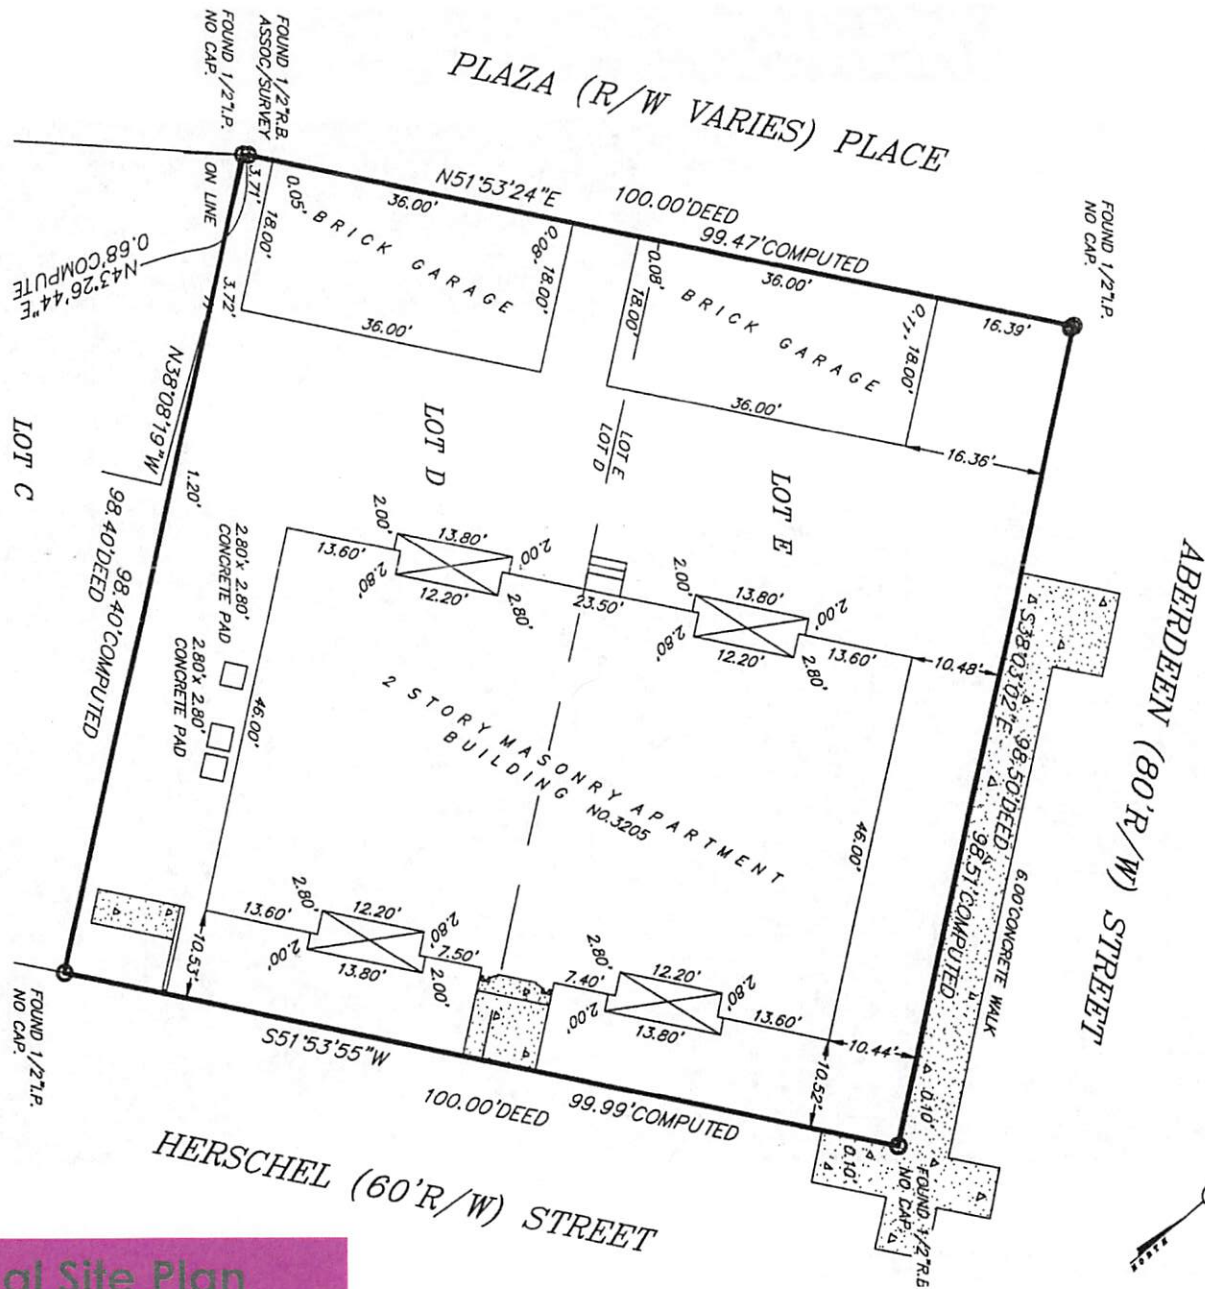 PLAZA (R/W VARIES) PLACE
FOUND 1/2"R.B.
ASSOC/SURVEY
FOUND 1/2"I.P.
NO CAP.
FOUND 1/2"I.P.
NO CAP.
N51°53'24"E
100.00'DEED
99.47'COMPUTED
3.71'
0.05'
36.00'
0.08'
0.08'
36.00'
0.11'
16.39'
ON LINE
18.00'
BRICK GARAGE
18.00'
18.00'
BRICK GARAGE
18.00'
N43°26'44"E
0.68'COMPUTE
3.72'
36.00'
36.00'
16.36'
N38°08'19"W
LOT C
LOT D
LOT E
LOT D
LOT E
ABERDEEN (80'R/W) STREET
1.20'
98.40'DEED
98.40'COMPUTED
2.80'x 2.80'
CONCRETE PAD
2.80'x 2.80'
CONCRETE PAD
13.60'
2.00'
13.80'
2.00'
2.80'
12.20'
2.80'
23.50'
2.00'
13.80'
2.00'
2.80'
12.20'
2.80'
13.60'
10.48'
S38°03'02"E
98.50'DEED
98.51'COMPUTED
6.00'CONCRETE WALK
46.00'
2 STORY MASONRY APARTMENT
BUILDING NO.3205
46.00'
13.60'
2.80'
12.20'
2.80'
2.00'
13.80'
2.00'
7.50'
7.40'
2.80'
12.20'
2.80'
2.00'
13.80'
13.60'
10.44'
10.53'
10.52'
0.10'
0.10'
FOUND 1/2"I.P.
NO CAP.
S51°53'55"W
100.00'DEED
99.99'COMPUTED
FOUND 1/2"R.B
NO CAP.
HERSCHEL (60'R/W) STREET
NORTH
al Site Plan